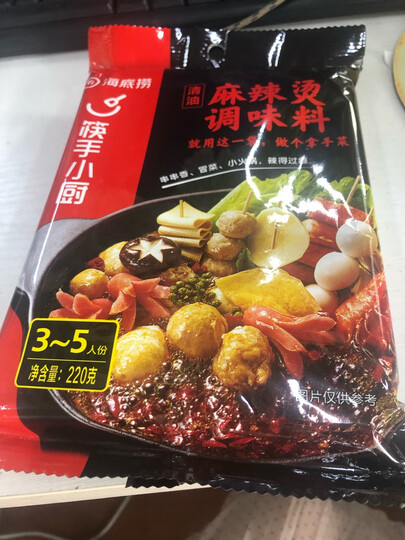 海底捞
筷手小厨
清油
麻辣烫
调味料
就用这一袋，做个拿手菜
串串香、冒菜、小火锅，辣得过瘾
3~5人份
净含量：220克
图片仅供参考